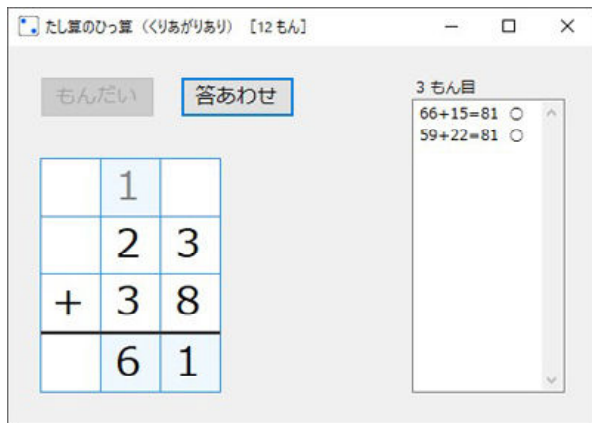 たし算のひっ算（くりあがりあり） [12もん]
もんだい 答あわせ
3もん目
66+15=81 ○
59+22=81 ○
1
2 3
+ 3 8
6 1